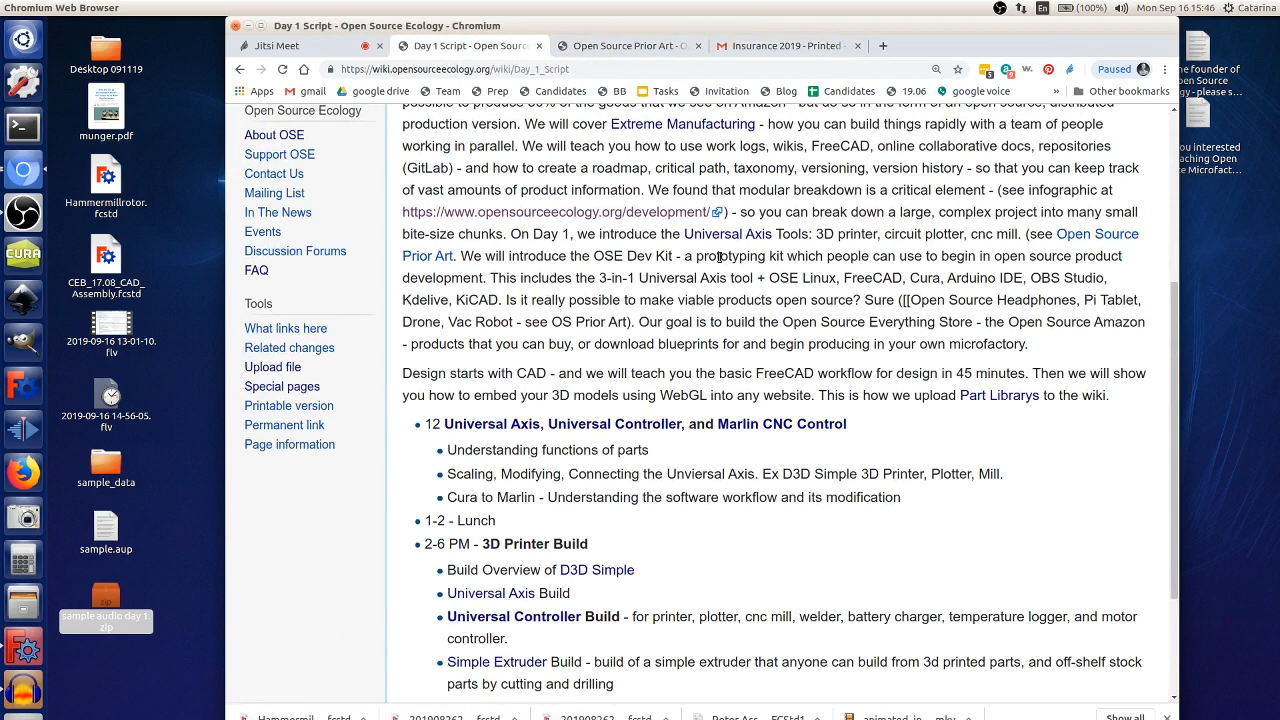 Chromium Web Browser
En
(100%)
Mon Sep 16 15:46
Catarina
Day 1 Script - Open Source Ecology - Chromium
Jitsi Meet
Day 1 Script - Open Source
Open Source Prior
https://wiki.opensourceecology.org/wiki/Day_1_Script
Paused
Apps
gmail
google drive
Team
Prep
Candidates
Imports
google voice
»
Other bookmarks
Desktop 091119
munger.pdf
Hammermillrotor.
fcstd
CEB_17.08_CAD_
Assembly.fcstd
2019-09-16 13-01-10.
flv
2019-09-16 14-56-05.
flv
sample_data
sample.aup
sample audio day 1.
zip
Open Source Ecology
About OSE
Support OSE
Contact Us
Mailing List
In The News
Events
Discussion Forums
FAQ
Tools
What links here
Related changes
Upload file
Special pages
Printable version
Permanent link
Page information
Extreme Manufacturing - how you can build things rapidly with a team of people
working in parallel. We will teach you how to use work logs, wikis, FreeCAD, online collaborative docs, repositories
(GitLab) - and how to create a roadmap, critical path, taxonomy, versioning, version history - so that you can keep track
of vast amounts of product information. We found that modular breakdown is a critical element - (see infographic at
https://www.opensourceecology.org/development/ ) - so you can break down a large, complex project into many small
bite-size chunks. On Day 1, we introduce the Universal Axis Tools: 3D printer, circuit plotter, cnc mill. (see Open Source
Prior Art. We will introduce the OSE Dev Kit - a prototyping kit which people can use to begin in open source product
development. This includes the 3-in-1 Universal Axis tool + OSE Linux, FreeCAD, Cura, Arduino IDE, OBS Studio,
Kdelive, KiCAD. Is it really possible to make viable products open source? Sure ([[Open Source Headphones, Pi Tablet,
Drone, Vac Robot - see OS Prior Art). Our goal is to build the Open Source Everything Store - the Open Source Amazon
- products that you can buy, or download blueprints for and begin producing in your own microfactory.
Design starts with CAD - and we will teach you the basic FreeCAD workflow for design in 45 minutes. Then we will show
you how to embed your 3D models using WebGL into any website. This is how we upload Part Librarys to the wiki.
12 Universal Axis, Universal Controller, and Marlin CNC Control
Understanding functions of parts
Scaling, Modifying, Connecting the Unviersal Axis. Ex D3D Simple 3D Printer, Plotter, Mill.
Cura to Marlin - Understanding the software workflow and its modification
1-2 - Lunch
2-6 PM - 3D Printer Build
Build Overview of D3D Simple
Universal Axis Build
Universal Controller Build - for printer, plotter, cnc mill, welder, battery charger, temperature logger, and motor
controller.
Simple Extruder Build - build of a simple extruder that anyone can build from 3d printed parts, and off-shelf stock
parts by cutting and drilling
Show all